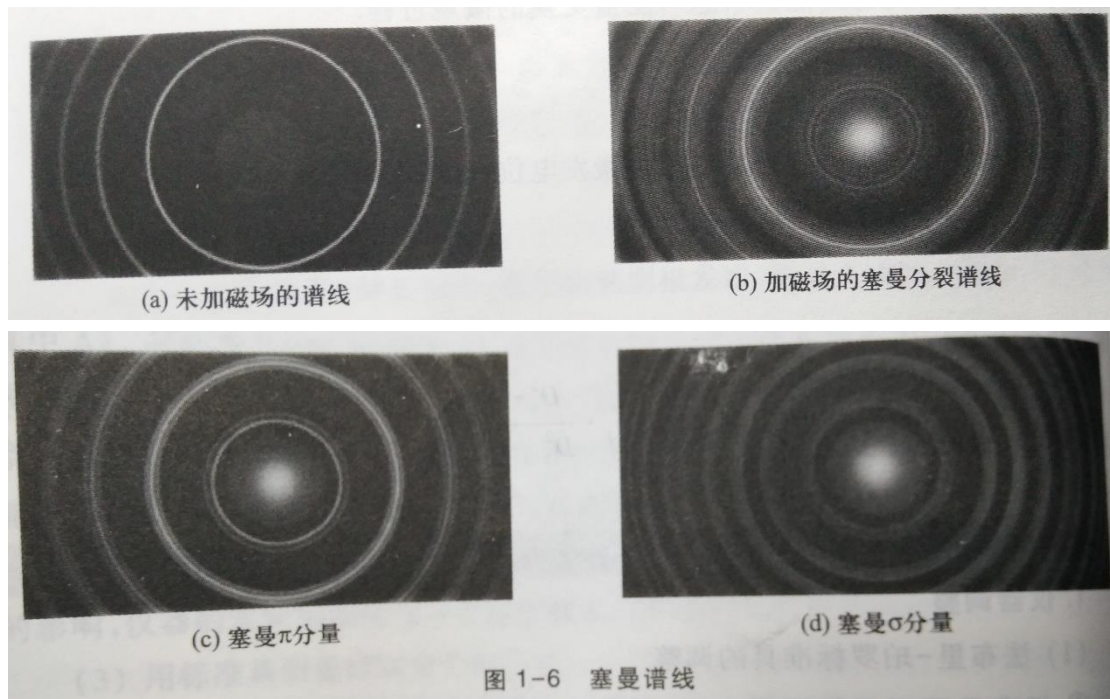 (a) 未加磁场的谱线
(b) 加磁场的塞曼分裂谱线
(c) 塞曼π分量
(d) 塞曼σ分量
图 1-6 塞曼谱线